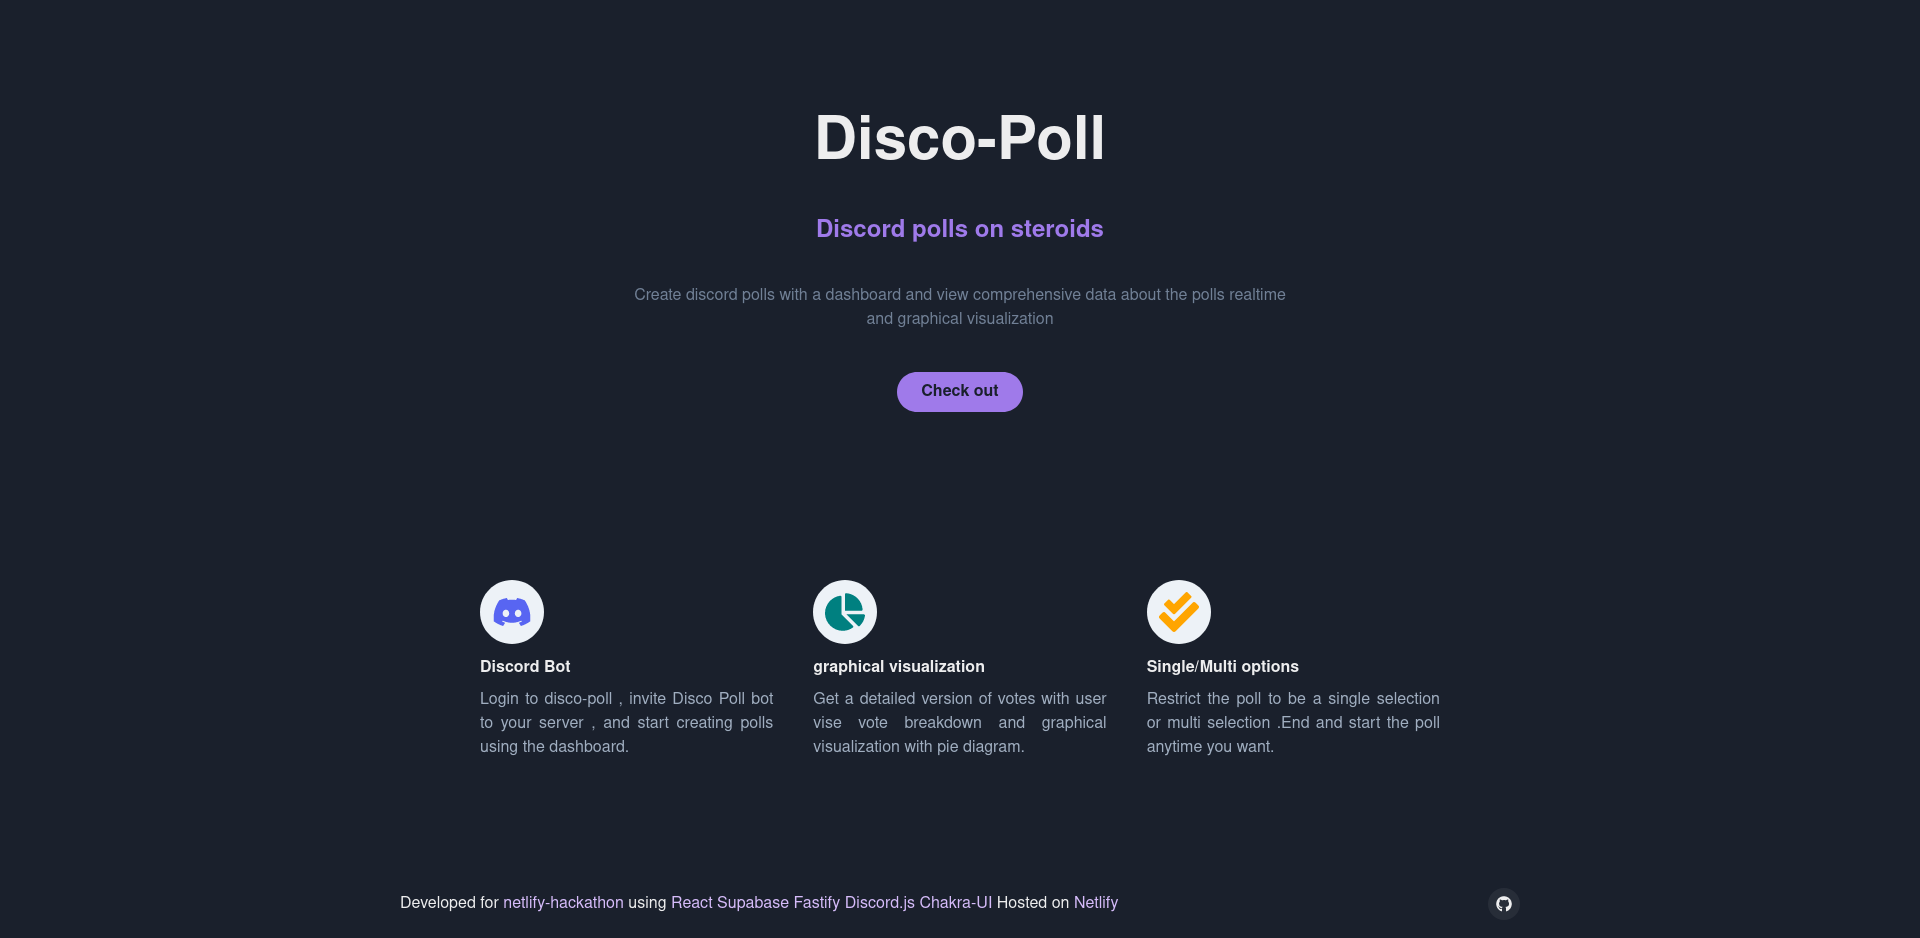 Disco-Poll
Discord polls on steroids
Create discord polls with a dashboard and view comprehensive data about the polls realtime
and graphical visualization
Check out
Discord Bot
Login to disco-poll , invite Disco Poll bot
to your server , and start creating polls
using the dashboard.
graphical visualization
Get a detailed version of votes with user
vise vote breakdown and graphical
visualization with pie diagram.
Single/Multi options
Restrict the poll to be a single selection
or multi selection .End and start the poll
anytime you want.
Developed for netlify-hackathon using React Supabase Fastify Discord.js Chakra-UI Hosted on Netlify